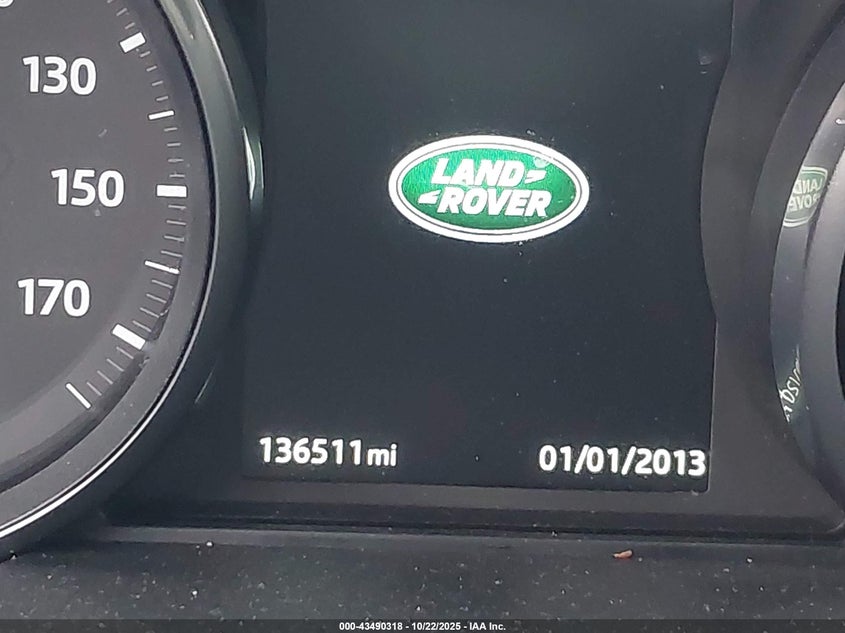 130
150
170
LAND
ROVER
136511mi
01/01/2013
000-43490318 - 10/22/2025 - IAA Inc.